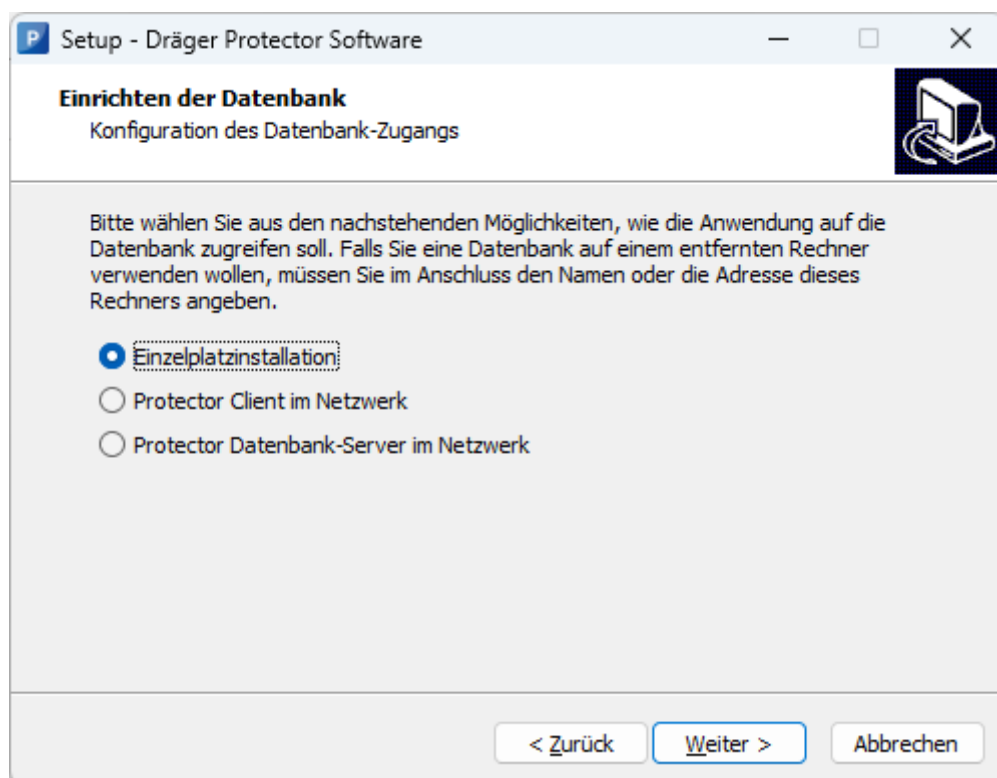 P Setup - Dräger Protector Software
Einrichten der Datenbank
Konfiguration des Datenbank-Zugangs
Bitte wählen Sie aus den nachstehenden Möglichkeiten, wie die Anwendung auf die
Datenbank zugreifen soll. Falls Sie eine Datenbank auf einem entfernten Rechner
verwenden wollen, müssen Sie im Anschluss den Namen oder die Adresse dieses
Rechners angeben.
Einzelplatzinstallation
Protector Client im Netzwerk
Protector Datenbank-Server im Netzwerk
< Zurück Weiter > Abbrechen